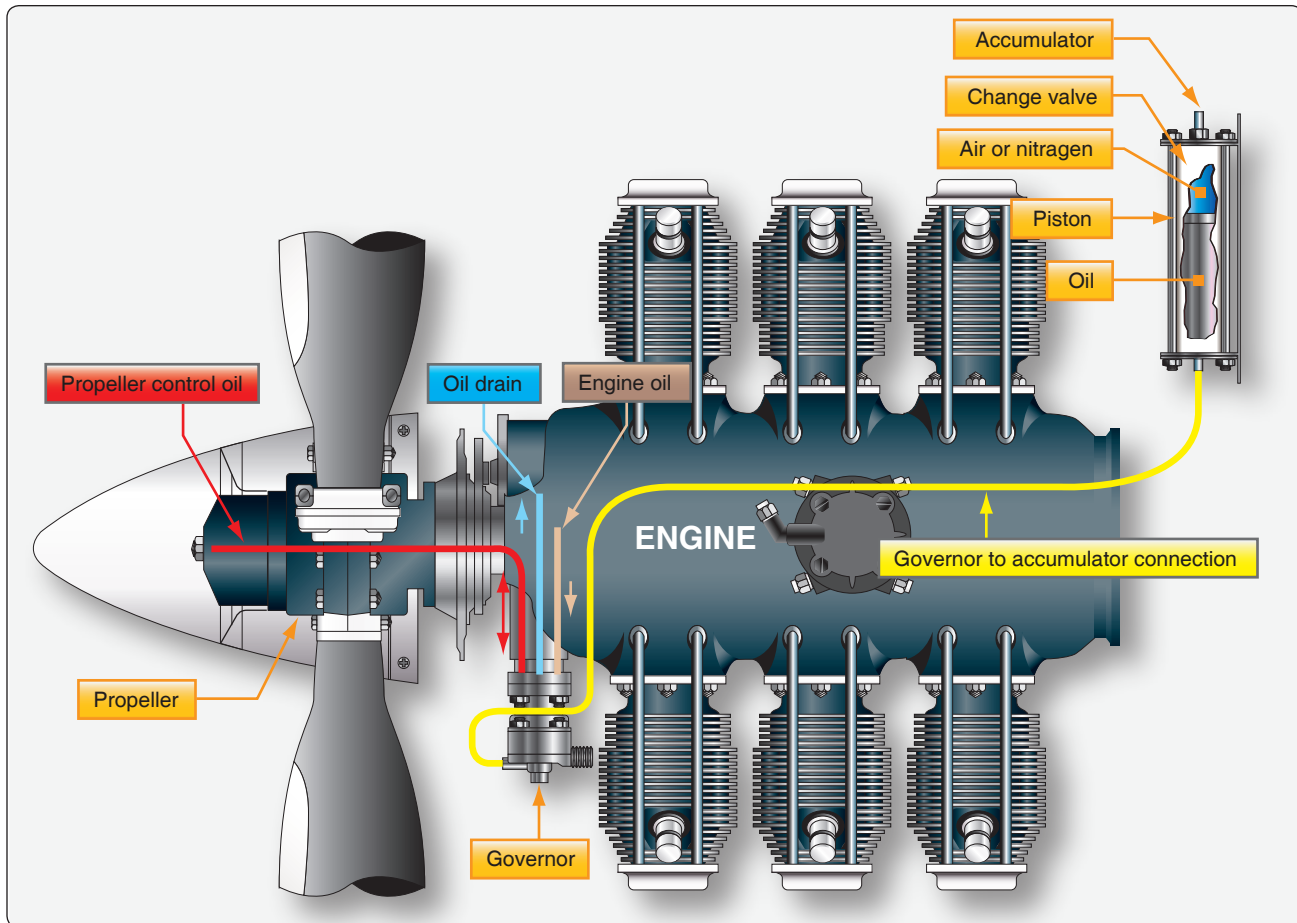 Accumulator
Change valve
Air or nitragen
Piston
Oil
Propeller control oil
Oil drain
Engine oil
ENGINE
Governor to accumulator connection
Propeller
Governor